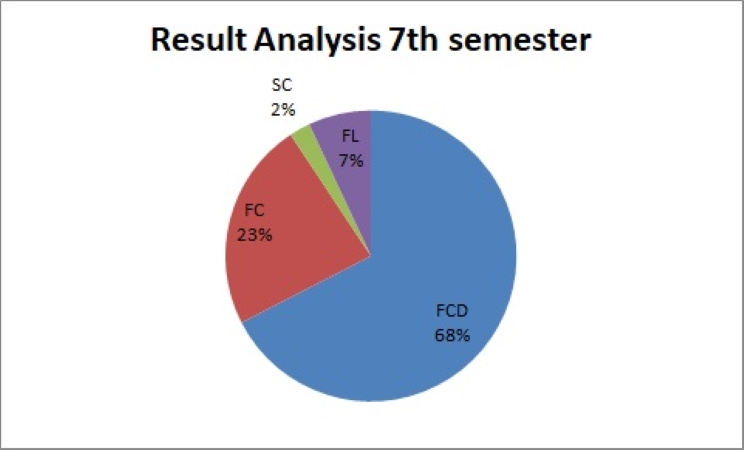 Result Analysis 7th semester
SC
2%
FL
7%
FC
23%
FCD
68%